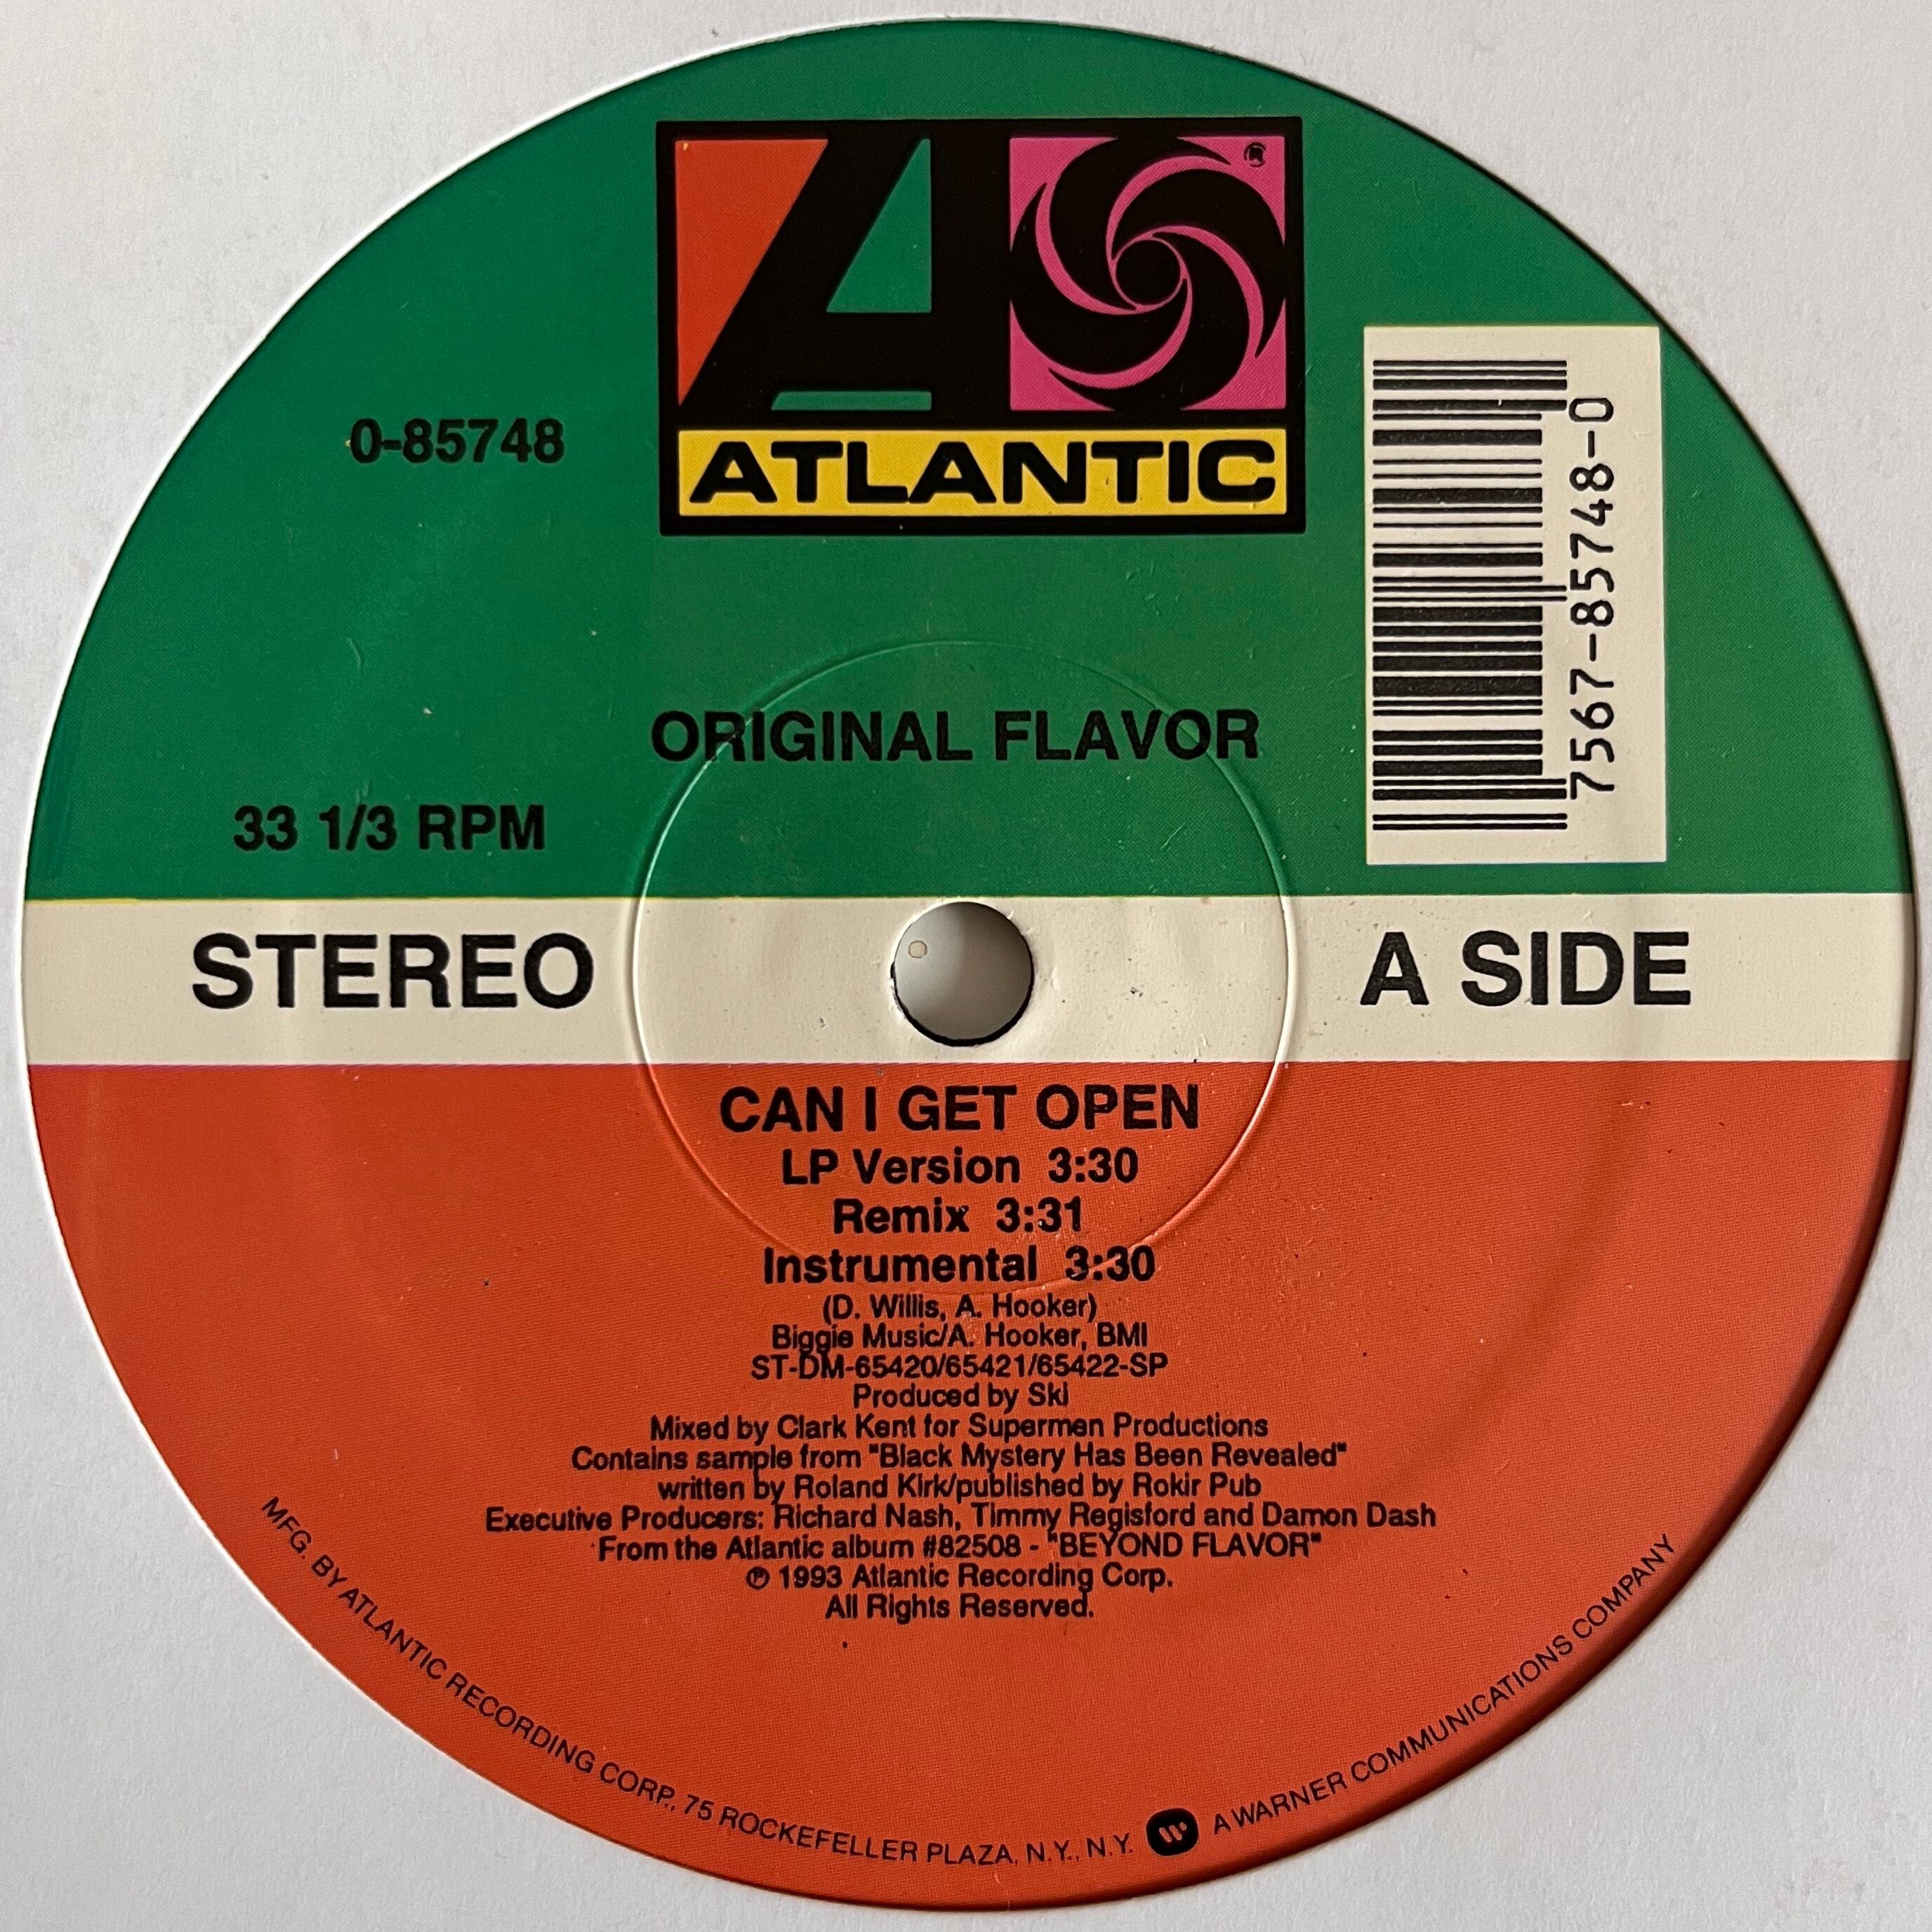 ATLANTIC
®
0-85748
7567-85748-0
ORIGINAL FLAVOR
33 1/3 RPM
STEREO
A SIDE
CAN I GET OPEN
LP Version 3:30
Remix 3:31
Instrumental 3:30
(D. Willis, A. Hooker)
Biggie Music/A. Hooker, BMI
ST-DM-65420/65421/65422-SP
Produced by Ski
Mixed by Clark Kent for Supermen Productions
Contains sample from "Black Mystery Has Been Revealed"
written by Roland Kirk/published by Rokir Pub
Executive Producers: Richard Nash, Timmy Regisford and Damon Dash
From the Atlantic album #82508 - "BEYOND FLAVOR"
℗ 1993 Atlantic Recording Corp.
All Rights Reserved.
MFG. BY ATLANTIC RECORDING CORP., 75 ROCKEFELLER PLAZA, N.Y., N.Y. A WARNER COMMUNICATIONS COMPANY